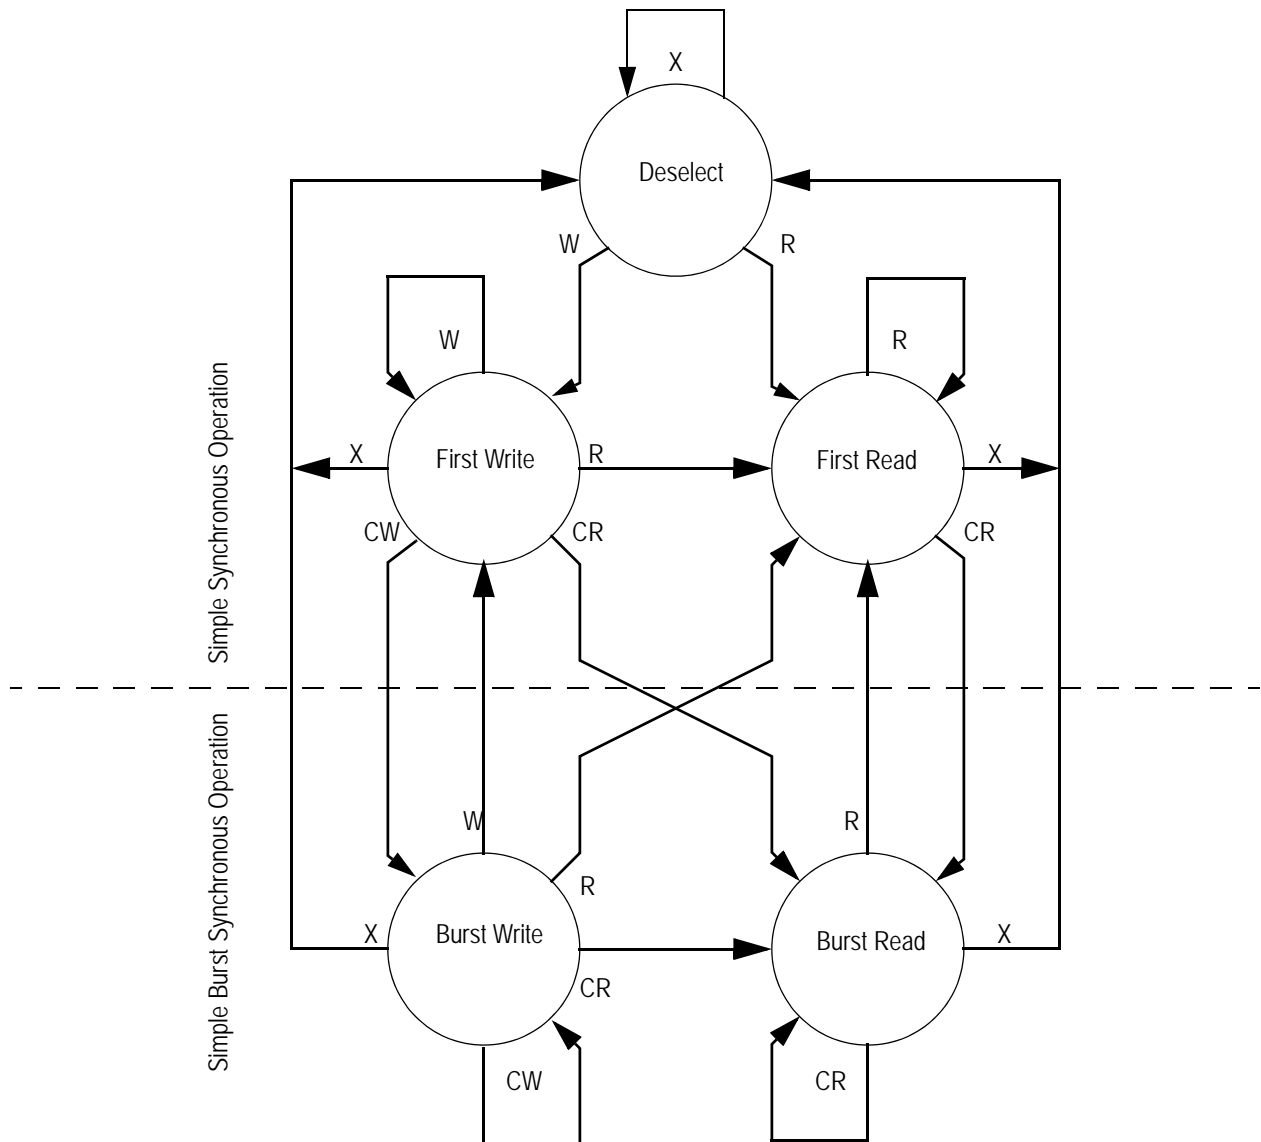 X
Deselect
W
R
W
R
Simple Synchronous Operation
X
First Write
R
First Read
X
CW
CR
CR
Simple Burst Synchronous Operation
W
R
R
X
Burst Write
Burst Read
X
CR
CW
CR